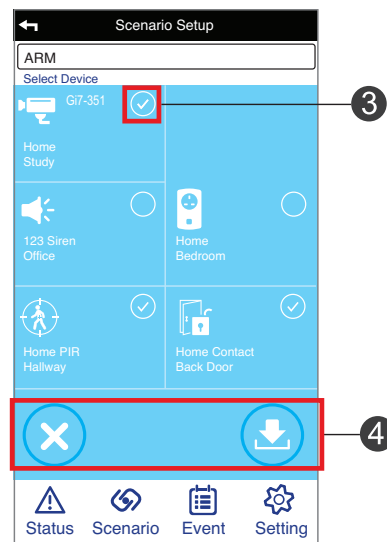 Scenario Setup
ARM
Select Device
Gi7-351
Home
Study
3
123 Siren
Office
Home
Bedroom
Home PIR
Hallway
Home Contact
Back Door
4
Status Scenario Event Setting